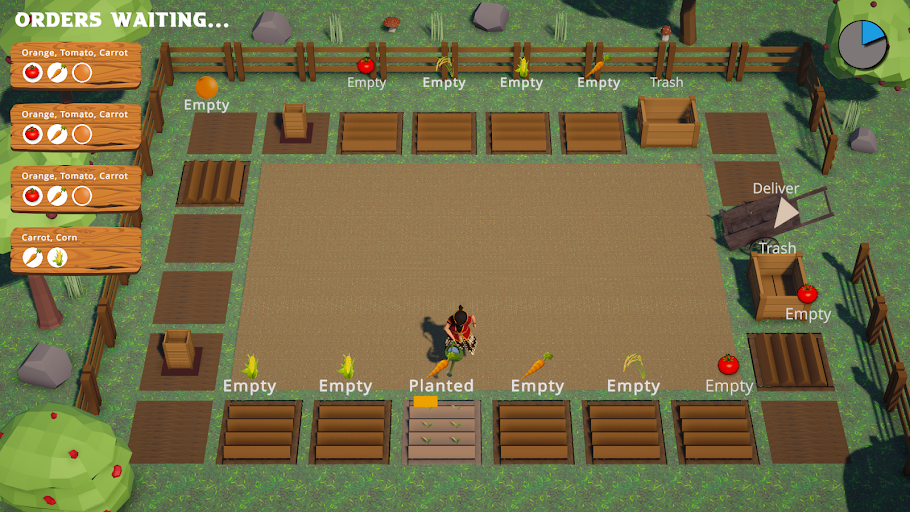 ORDERS WAITING...
Orange, Tomato, Carrot
Orange, Tomato, Carrot
Orange, Tomato, Carrot
Carrot, Corn
Empty
Empty
Empty
Empty
Empty
Trash
Deliver
Trash
Empty
Empty
Empty
Planted
Empty
Empty
Empty